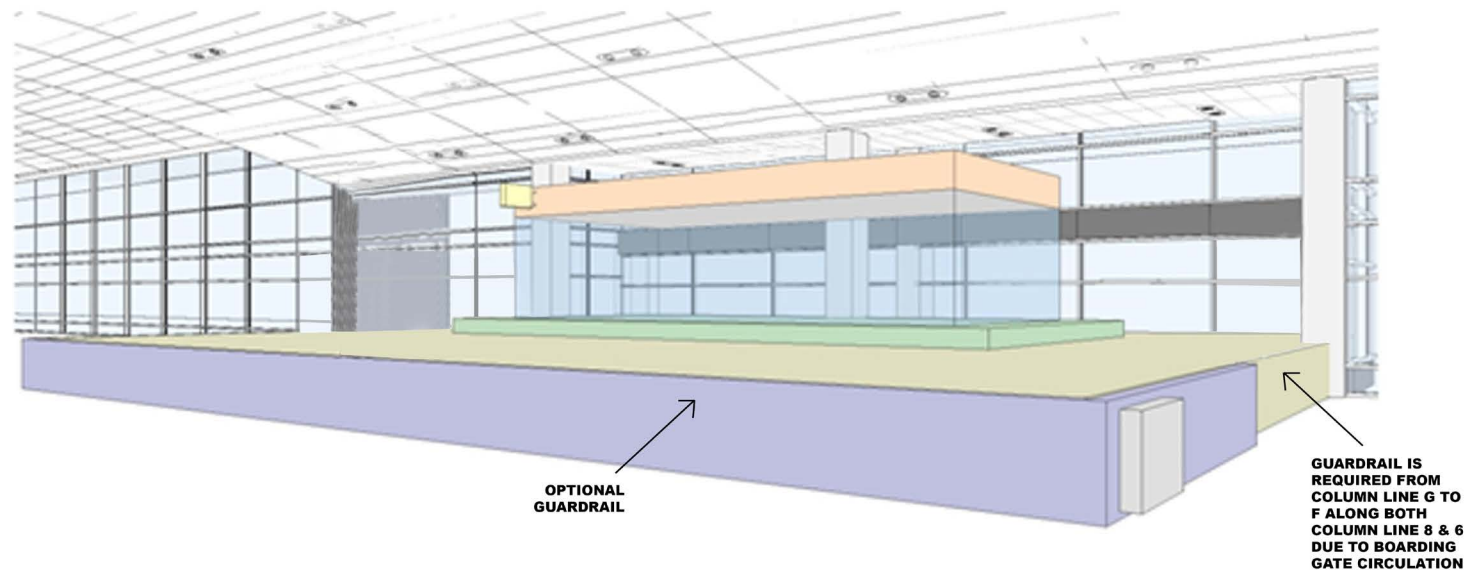 OPTIONAL
GUARDRAIL
GUARDRAIL IS
REQUIRED FROM
COLUMN LINE G TO
F ALONG BOTH
COLUMN LINE 8 & 6
DUE TO BOARDING
GATE CIRCULATION